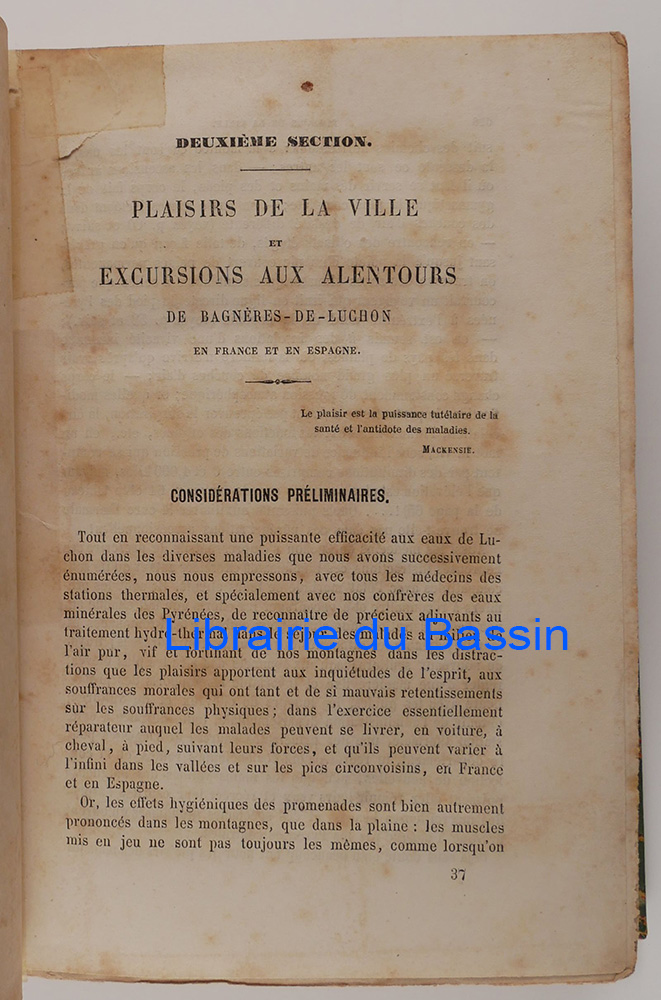 DEUXIÈME SECTION.
PLAISIRS DE LA VILLE
ET
EXCURSIONS AUX ALENTOURS
DE BAGNÈRES-DE-LUCHON
EN FRANCE ET EN ESPAGNE.
Le plaisir est la puissance tutélaire de la
santé et l'antidote des maladies.
MACKENSIE.
CONSIDÉRATIONS PRÉLIMINAIRES.
Tout en reconnaissant une puissante efficacité aux eaux de Lu-
chon dans les diverses maladies que nous avons successivement
énumérées, nous nous empressons, avec tous les médecins des
stations thermales, et spécialement avec nos confrères des eaux
minérales des Pyrénées, de reconnaître de précieux adjuvants au
traitement hydro-thermal dans le séjour des malades au milieu de
Librairie du Bassin
l'air pur, vif et fortifiant de nos montagnes dans les distrac-
tions que les plaisirs apportent aux inquiétudes de l'esprit, aux
souffrances morales qui ont tant et de si mauvais retentissements
sur les souffrances physiques; dans l'exercice essentiellement
réparateur auquel les malades peuvent se livrer, en voiture, à
cheval, à pied, suivant leurs forces, et qu'ils peuvent varier à
l'infini dans les vallées et sur les pics circonvoisins, en France
et en Espagne.
Or, les effets hygiéniques des promenades sont bien autrement
prononcés dans les montagnes, que dans la plaine : les muscles
mis en jeu ne sont pas toujours les mêmes, comme lorsqu'on
37